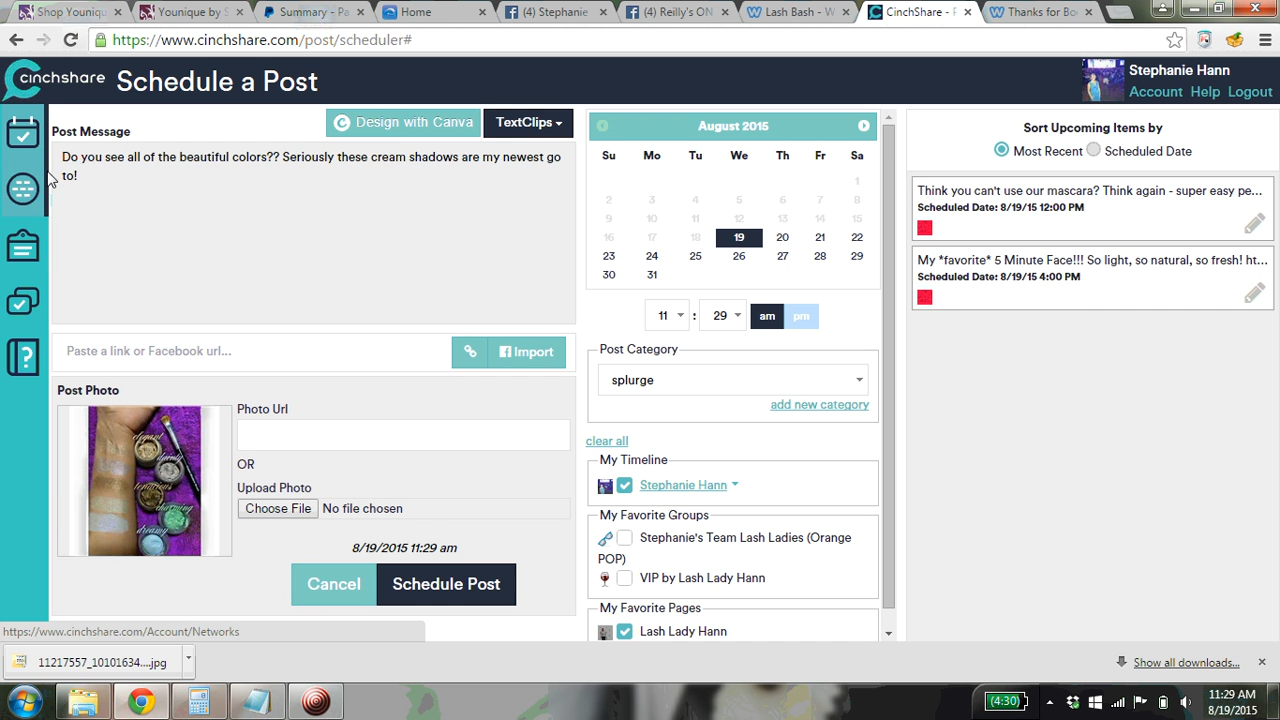 Shop Youniqu
Younique by S
Summary - Pa
Home
(4) Stephanie
(4) Reilly's ON
Lash Bash - W
CinchShare - P
Thanks for Bo
https://www.cinchshare.com/post/scheduler#
cinchshare
Schedule a Post
Stephanie Hann
Account Help Logout
Post Message
Design with Canva
TextClips
Do you see all of the beautiful colors?? Seriously these cream shadows are my newest go
to!
Paste a link or Facebook url...
Import
Post Photo
elegant
dignity
tenacious
charming
dreamy
Photo Url
OR
Upload Photo
Choose File No file chosen
8/19/2015 11:29 am
Cancel
Schedule Post
August 2015
Su Mo Tu We Th Fr Sa
1
2 3 4 5 6 7 8
9 10 11 12 13 14 15
16 17 18 19 20 21 22
23 24 25 26 27 28 29
30 31
11 : 29 am pm
Post Category
splurge
add new category
clear all
My Timeline
Stephanie Hann
My Favorite Groups
Stephanie's Team Lash Ladies (Orange
POP)
VIP by Lash Lady Hann
My Favorite Pages
Lash Lady Hann
Sort Upcoming Items by
Most Recent Scheduled Date
Think you can't use our mascara? Think again - super easy pe...
Scheduled Date: 8/19/15 12:00 PM
My *favorite* 5 Minute Face!!! So light, so natural, so fresh! ht...
Scheduled Date: 8/19/15 4:00 PM
https://www.cinchshare.com/Account/Networks
11217557_10101634....jpg
Show all downloads...
(4:30)
11:29 AM
8/19/2015